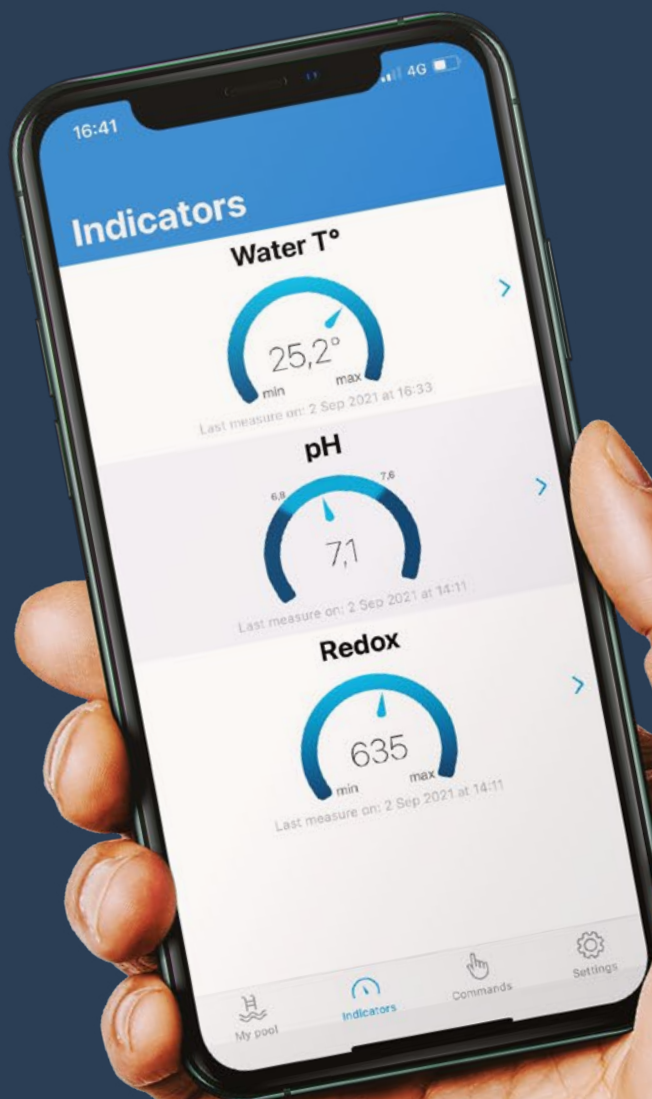 16:41
4G
Indicators
Water T°
25,2°
min
max
Last measure on: 2 Sep 2021 at 16:33
pH
6,8
7,6
7,1
Last measure on: 2 Sep 2021 at 14:11
Redox
635
min
max
Last measure on: 2 Sep 2021 at 14:11
My pool
Indicators
Commands
Settings